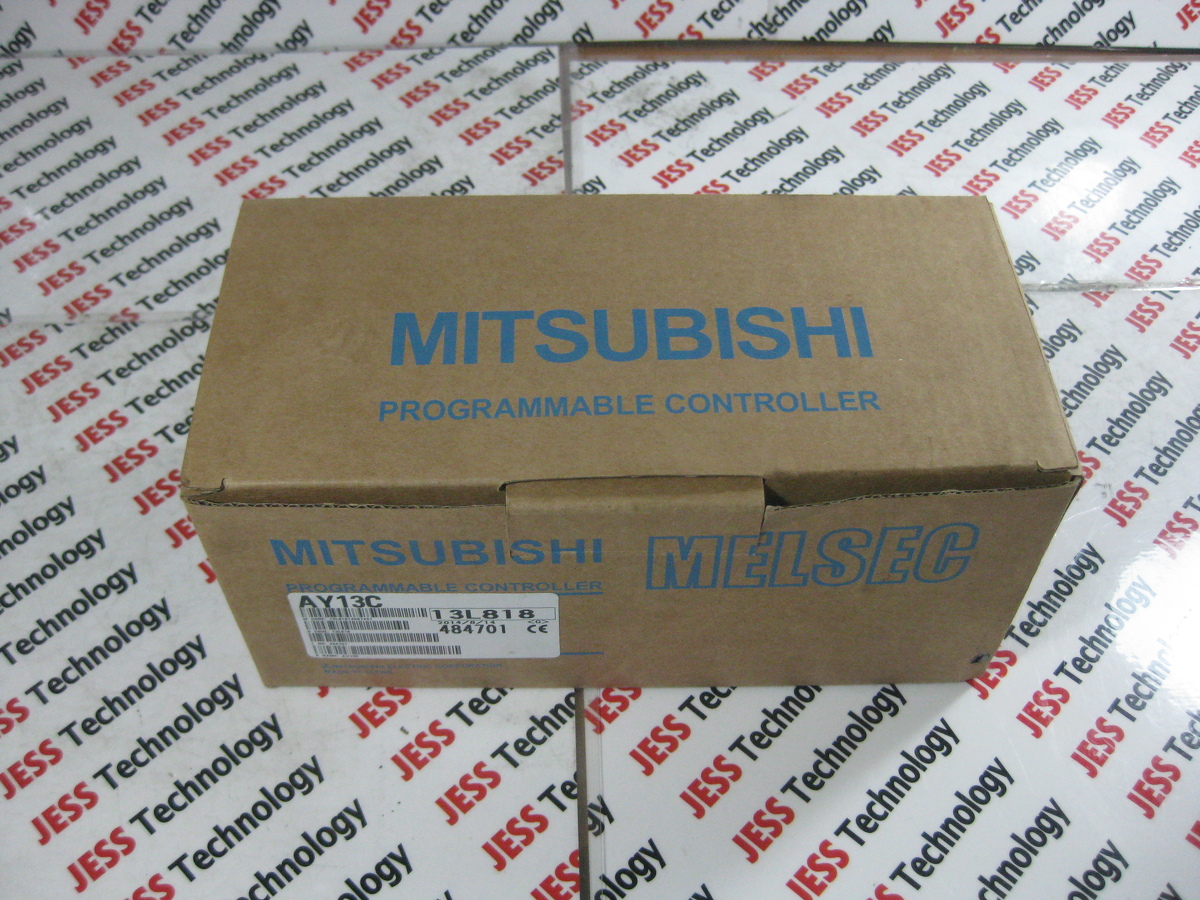 MITSUBISHI
PROGRAMMABLE CONTROLLER
MITSUBISHI
MELSEC
PROGRAMMABLE CONTROLLER
AY13C
13L818
484701 CE
JESS Technology